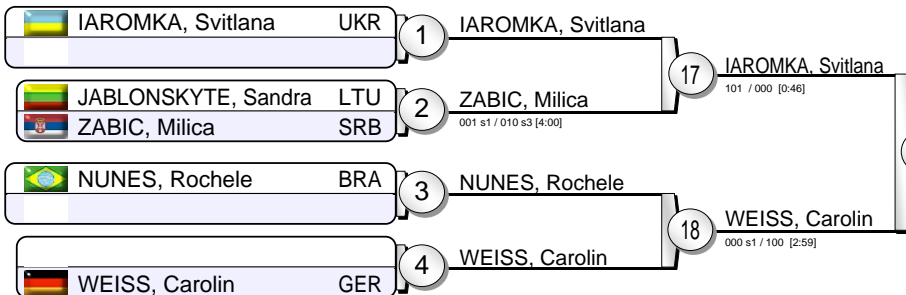 IAROMKA, Svitlana UKR
1
IAROMKA, Svitlana
JABLONSKYTE, Sandra LTU
ZABIC, Milica SRB
2
ZABIC, Milica
001 s1 / 010 s3 [4:00]
17
IAROMKA, Svitlana
101 / 000 [0:46]
NUNES, Rochele BRA
3
NUNES, Rochele
WEISS, Carolin GER
4
WEISS, Carolin
18
WEISS, Carolin
000 s1 / 100 [2:59]